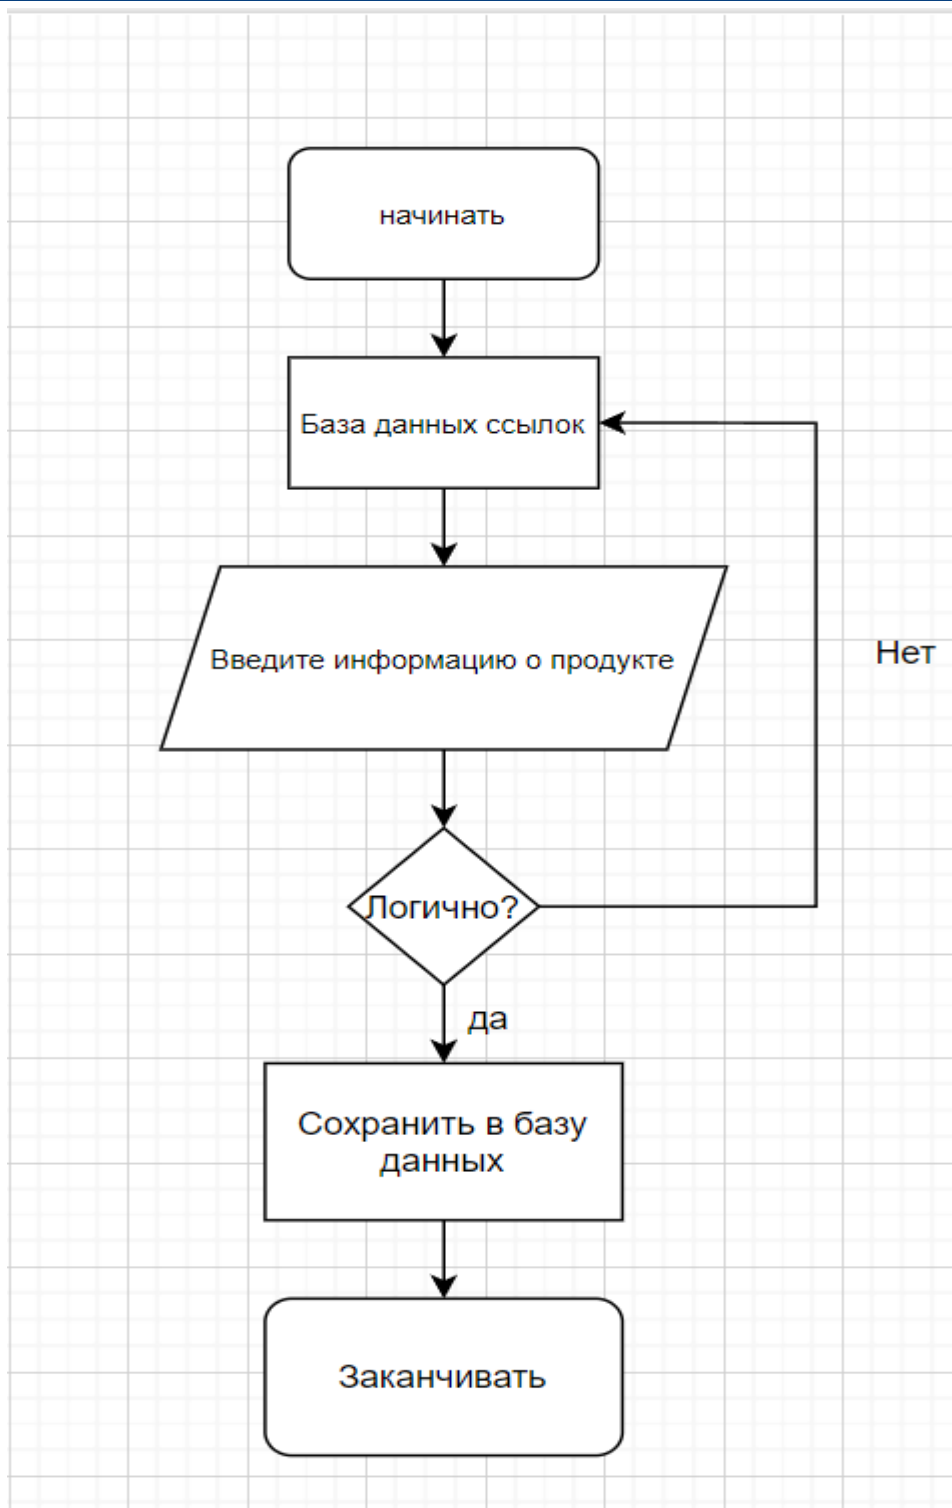 начинать
База данных ссылок
Введите информацию о продукте
Нет
Логично?
да
Сохранить в базу
данных
Заканчивать